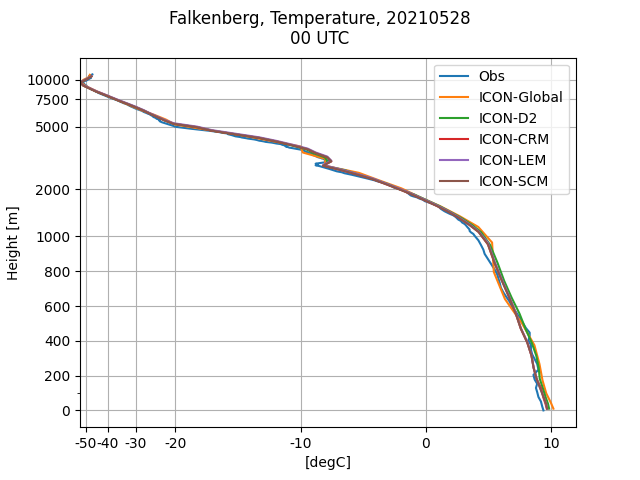 Falkenberg, Temperature, 20210528
00 UTC
Obs
ICON-Global
ICON-D2
ICON-CRM
ICON-LEM
ICON-SCM
Height [m]
10000
7500
5000
2000
1000
800
600
400
200
0
-50 -40 -30 -20 -10 0 10
[degC]